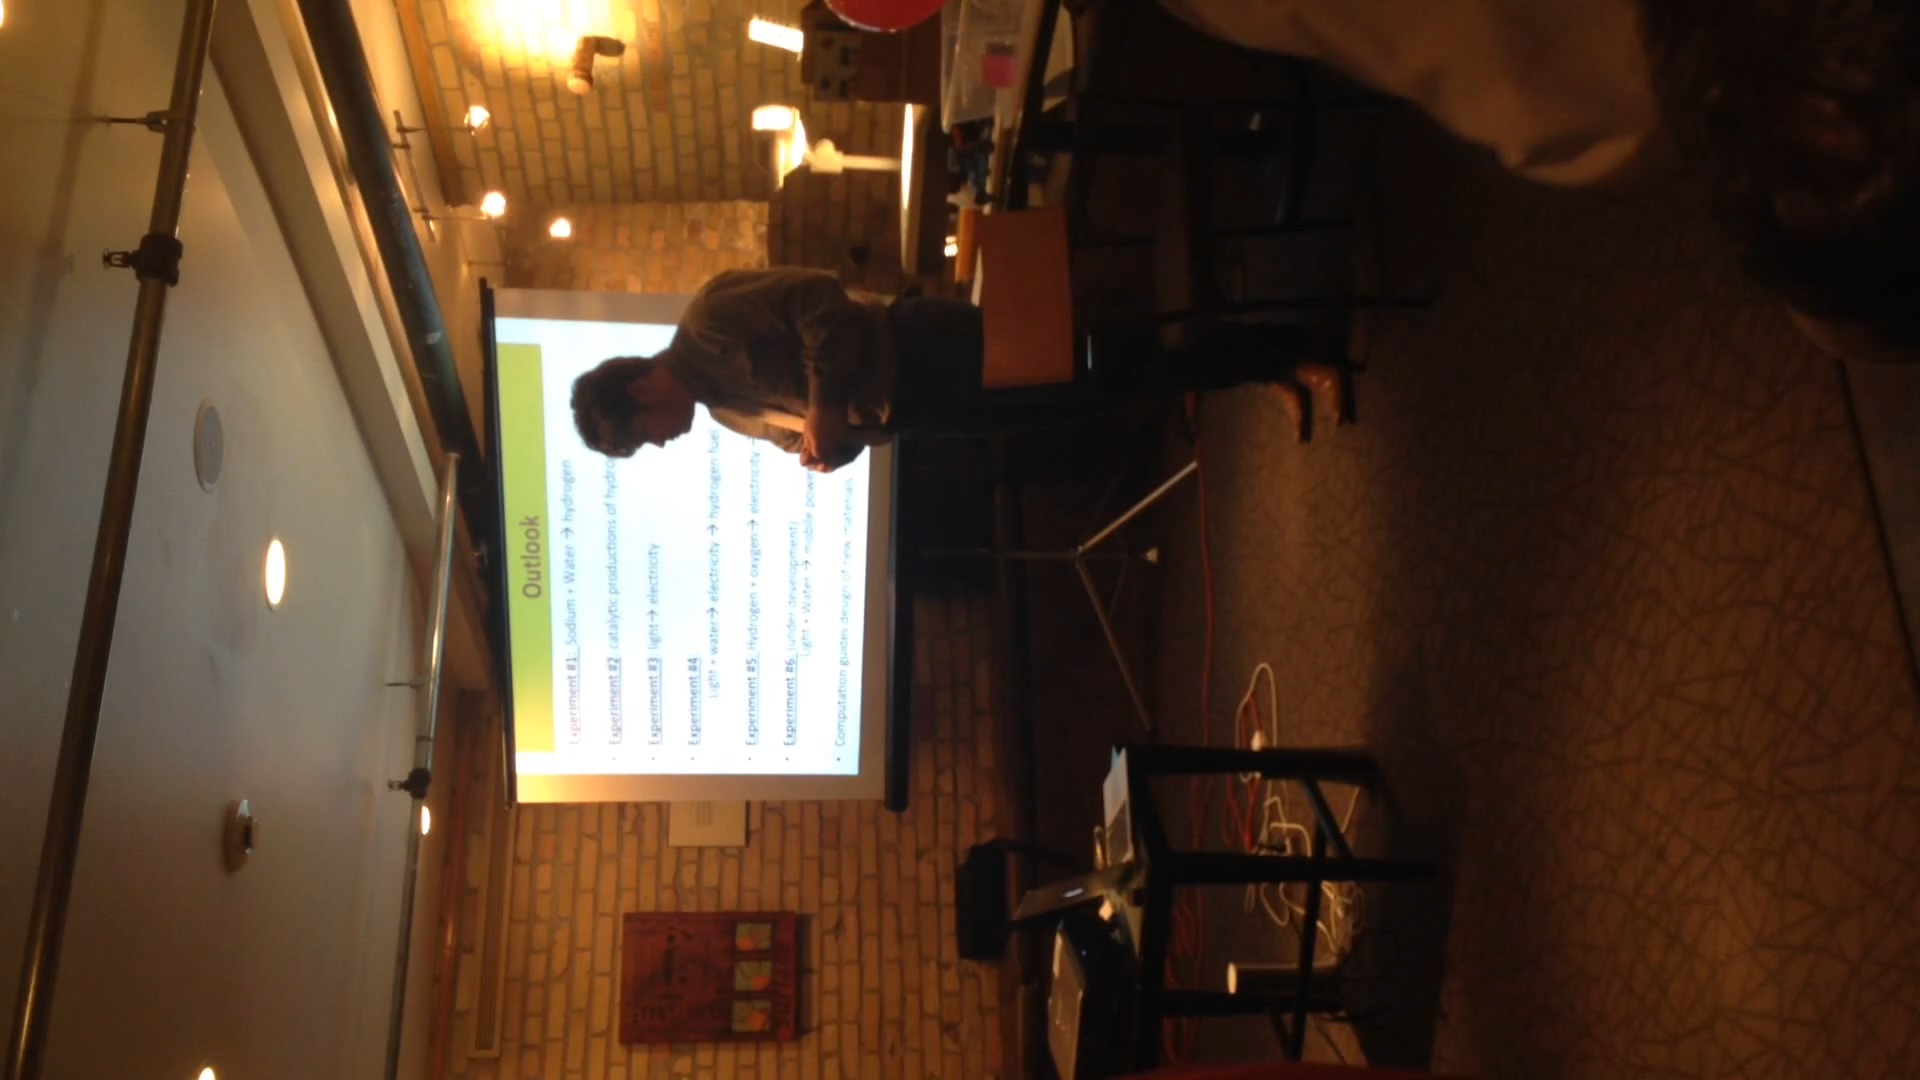 Outlook
Experiment #1: Sodium + Water → hydrogen
• Experiment #2 catalytic productions of hydro
• Experiment #3 light→ electricity
• Experiment #4
Light + water→ electricity → hydrogen fuel
• Experiment #5 Hydrogen + oxygen→ electricity →
• Experiment #6 (under development)
Light + Water → mobile powe
• Computation guides design of new materials